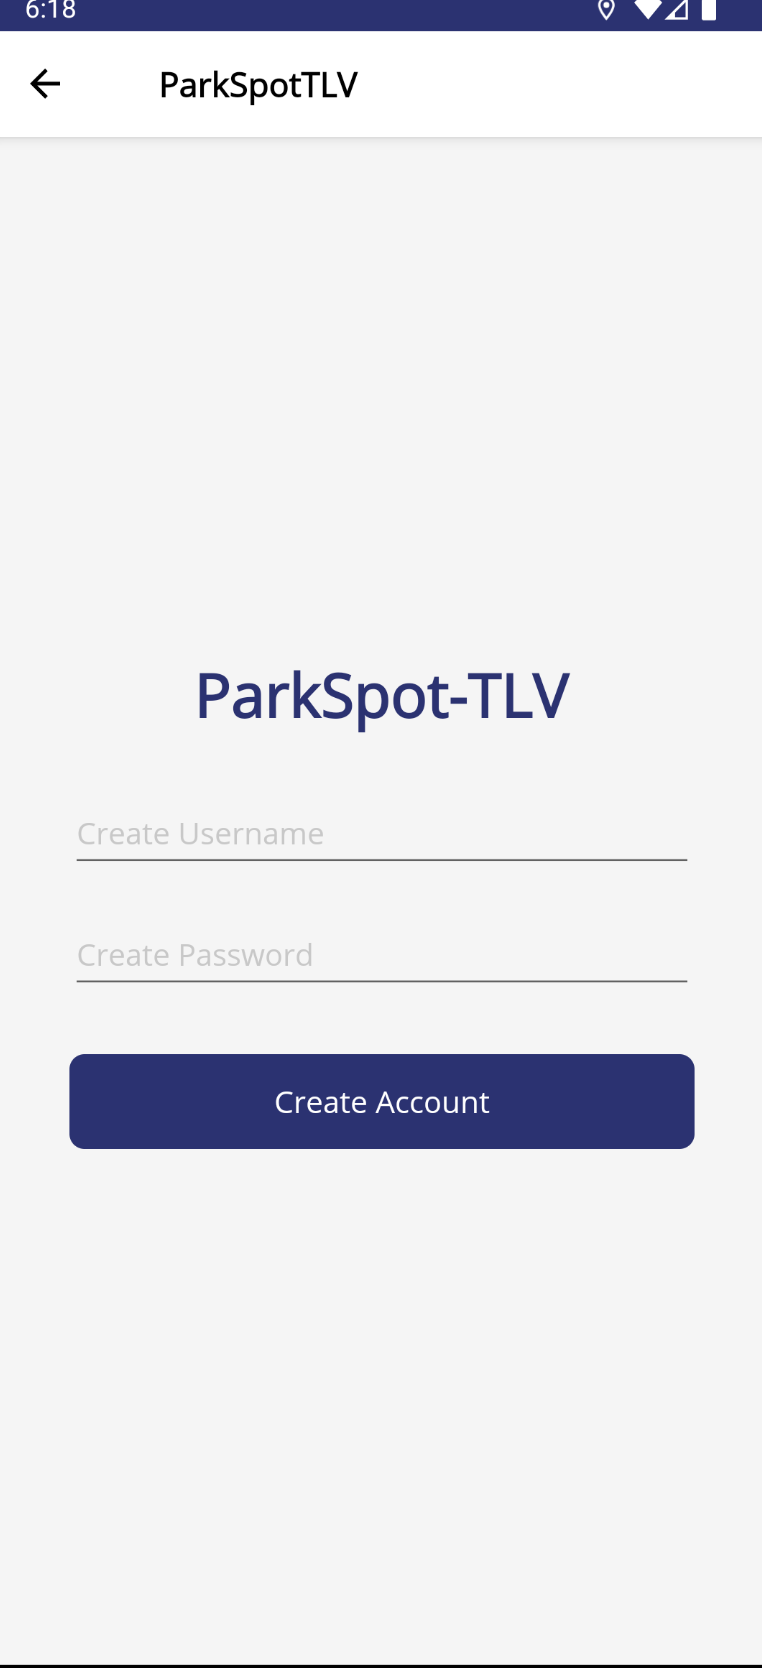 6:18
ParkSpotTLV
ParkSpot-TLV
Create Username
Create Password
Create Account